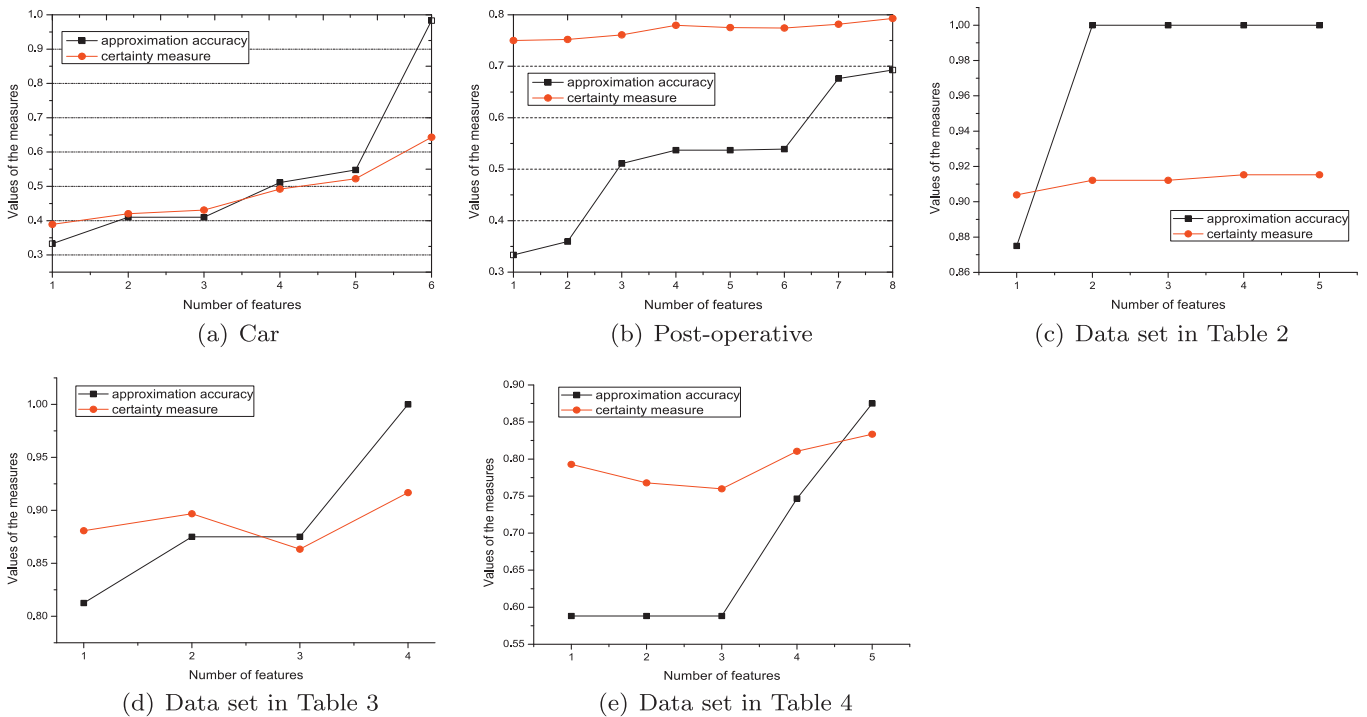 1.0
0.9
0.8
0.7
0.6
0.5
0.4
0.3
Values of the measures
approximation accuracy
certainty measure
1 2 3 4 5 6
Number of features
(a) Car
0.8
0.7
0.6
0.5
0.4
0.3
Values of the measures
approximation accuracy
certainty measure
1 2 3 4 5 6 7 8
Number of features
(b) Post-operative
1.00
0.98
0.96
0.94
0.92
0.90
0.88
0.86
Values of the measures
approximation accuracy
certainty measure
1 2 3 4 5
Number of features
(c) Data set in Table 2
1.00
0.95
0.90
0.85
0.80
Values of the measures
approximation accuracy
certainty measure
1 2 3 4
Number of features
(d) Data set in Table 3
0.90
0.85
0.80
0.75
0.70
0.65
0.60
0.55
Values of the measures
approximation accuracy
certainty measure
1 2 3 4 5
Number of features
(e) Data set in Table 4